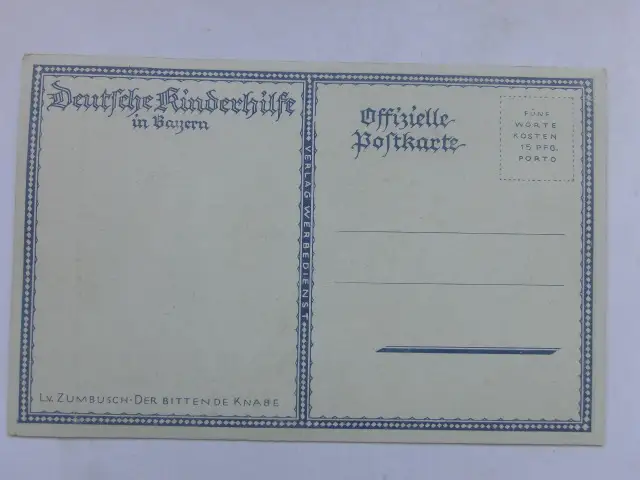 Deutsche Kinderhilfe
in Bayern
L.v. ZUMBUSCH-DER BITTENDE KNABE
VERLAG WERBEDIENST
Offizielle
Postkarte
FÜNF
WORTE
KOSTEN
15 PFG.
PORTO